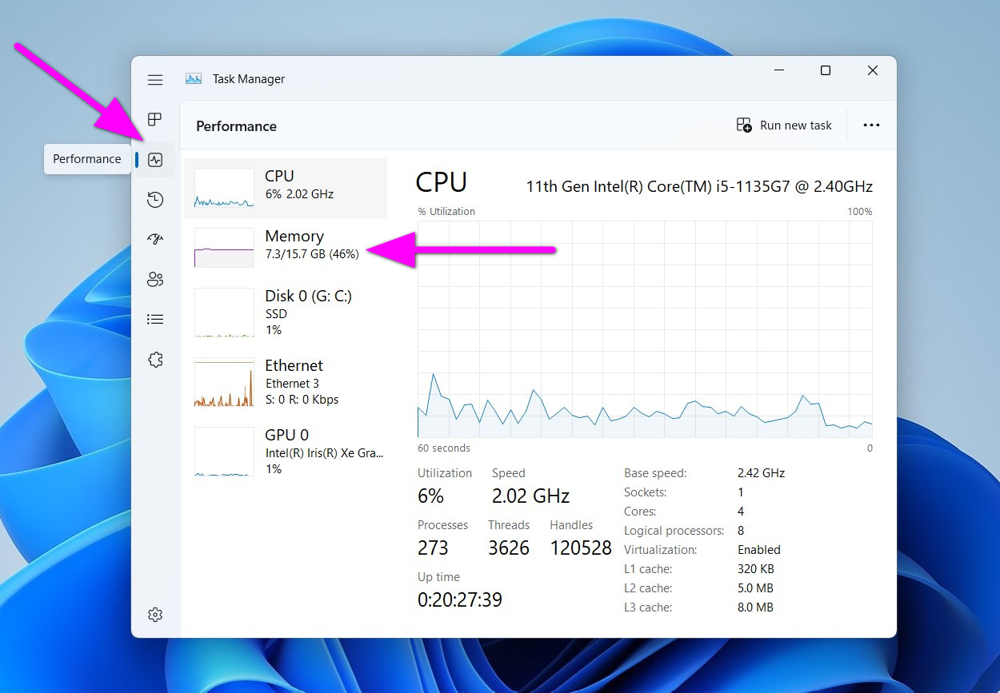 Task Manager
Performance
Run new task
Performance
CPU
6% 2.02 GHz
Memory
7.3/15.7 GB (46%)
Disk 0 (G: C:)
SSD
1%
Ethernet
Ethernet 3
S: 0 R: 0 Kbps
GPU 0
Intel(R) Iris(R) Xe Gra...
1%
CPU
11th Gen Intel(R) Core(TM) i5-1135G7 @ 2.40GHz
% Utilization
100%
60 seconds
0
Utilization
Speed
6%
2.02 GHz
Processes
Threads
Handles
273
3626
120528
Up time
0:20:27:39
Base speed:
2.42 GHz
Sockets:
1
Cores:
4
Logical processors:
8
Virtualization:
Enabled
L1 cache:
320 KB
L2 cache:
5.0 MB
L3 cache:
8.0 MB